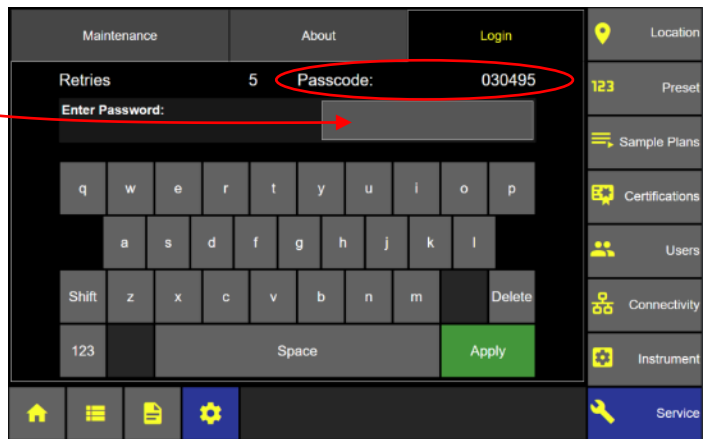 Maintenance About Login
Retries 5 Passcode: 030495
Enter Password:
q w e r t y u i o p
a s d f g h j k l
Shift z x c v b n m Delete
123 Space Apply
Location
123 Preset
Sample Plans
Certifications
Users
Connectivity
Instrument
Service